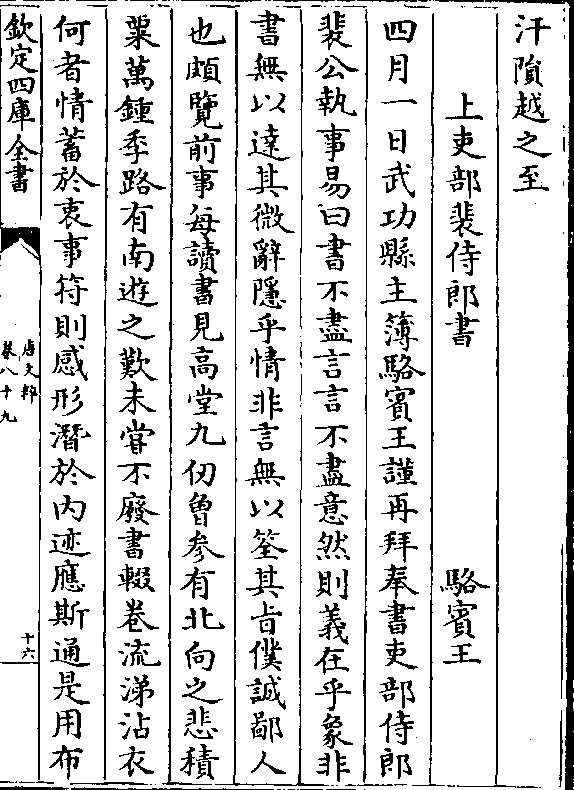 汗隕越之至
上吏部裴侍郎書 駱賓王
四月一日武功縣主簿駱賓王謹再拜奉書吏部侍郎
裴公執事易曰書不盡言言不盡意然則義在乎象非
書無以達其微辭隱乎情非言無以筌其㫖僕誠鄙人
也頗覽前事每讀書見髙堂九仞曾參有北向之悲積
粟萬鍾季路有南遊之歎未甞不廢書輟卷流涕沾衣
何者情蓄於衷事符則感形潛於内迹應斯通是用布
欽定四庫全書
唐文粹
卷八十九
十六